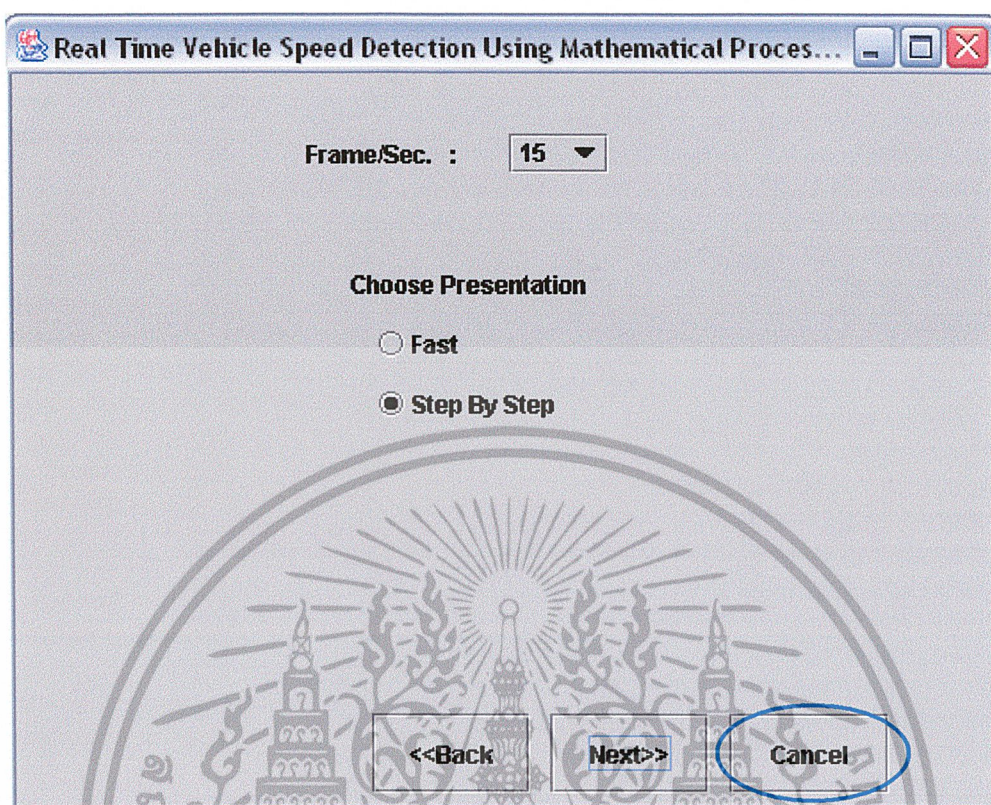 Real Time Vehicle Speed Detection Using Mathematical Proces...
Frame/Sec. : 15
Choose Presentation
Fast
Step By Step
<<Back Next>> Cancel